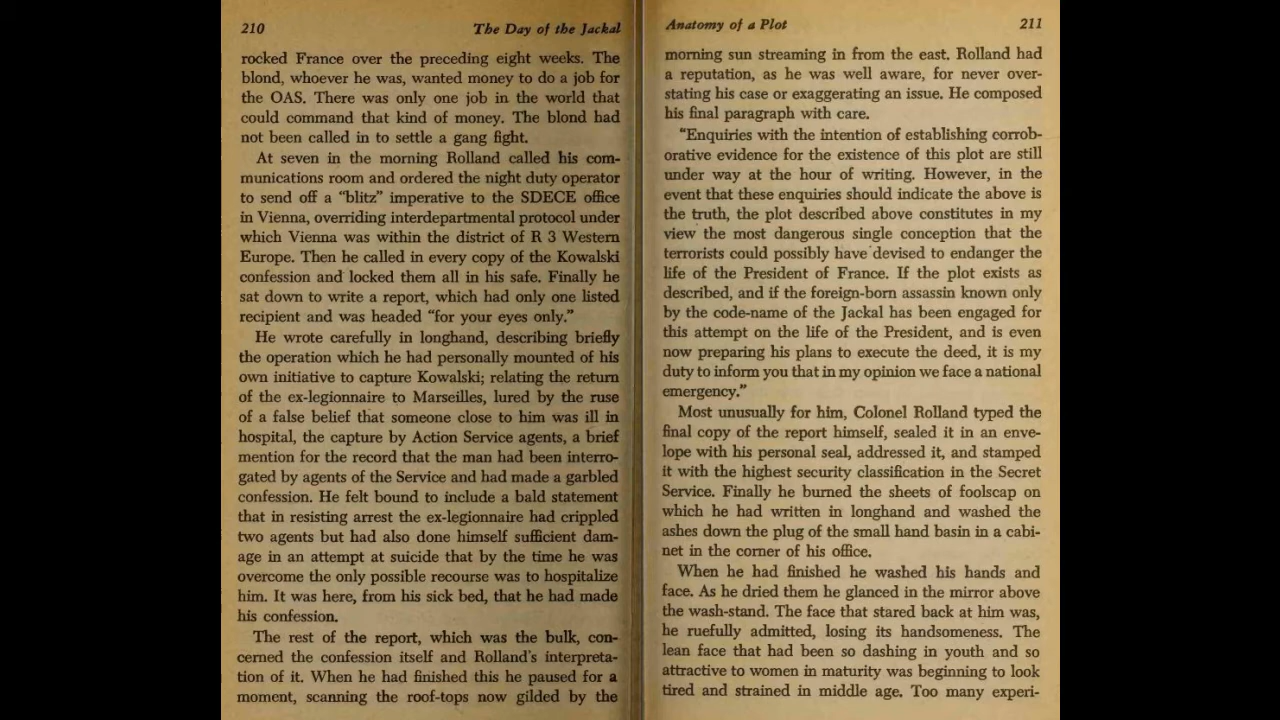 210
The Day of the Jackal
rocked France over the preceding eight weeks. The
blond, whoever he was, wanted money to do a job for
the OAS. There was only one job in the world that
could command that kind of money. The blond had
not been called in to settle a gang fight.
At seven in the morning Rolland called his com-
munications room and ordered the night duty operator
to send off a “blitz” imperative to the SDECE office
in Vienna, overriding interdepartmental protocol under
which Vienna was within the district of R 3 Western
Europe. Then he called in every copy of the Kowalski
confession and locked them all in his safe. Finally he
sat down to write a report, which had only one listed
recipient and was headed “for your eyes only.”
He wrote carefully in longhand, describing briefly
the operation which he had personally mounted of his
own initiative to capture Kowalski; relating the return
of the ex-legionnaire to Marseilles, lured by the ruse
of a false belief that someone close to him was ill in
hospital, the capture by Action Service agents, a brief
mention for the record that the man had been interro-
gated by agents of the Service and had made a garbled
confession. He felt bound to include a bald statement
that in resisting arrest the ex-legionnaire had crippled
two agents but had also done himself sufficient dam-
age in an attempt at suicide that by the time he was
overcome the only possible recourse was to hospitalize
him. It was here, from his sick bed, that he had made
his confession.
The rest of the report, which was the bulk, con-
cerned the confession itself and Rolland's interpreta-
tion of it. When he had finished this he paused for a
moment, scanning the roof-tops now gilded by the
Anatomy of a Plot
211
morning sun streaming in from the east. Rolland had
a reputation, as he was well aware, for never over-
stating his case or exaggerating an issue. He composed
his final paragraph with care.
“Enquiries with the intention of establishing corrob-
orative evidence for the existence of this plot are still
under way at the hour of writing. However, in the
event that these enquiries should indicate the above is
the truth, the plot described above constitutes in my
view the most dangerous single conception that the
terrorists could possibly have devised to endanger the
life of the President of France. If the plot exists as
described, and if the foreign-born assassin known only
by the code-name of the Jackal has been engaged for
this attempt on the life of the President, and is even
now preparing his plans to execute the deed, it is my
duty to inform you that in my opinion we face a national
emergency.”
Most unusually for him, Colonel Rolland typed the
final copy of the report himself, sealed it in an enve-
lope with his personal seal, addressed it, and stamped
it with the highest security classification in the Secret
Service. Finally he burned the sheets of foolscap on
which he had written in longhand and washed the
ashes down the plug of the small hand basin in a cabi-
net in the corner of his office.
When he had finished he washed his hands and
face. As he dried them he glanced in the mirror above
the wash-stand. The face that stared back at him was,
he ruefully admitted, losing its handsomeness. The
lean face that had been so dashing in youth and so
attractive to women in maturity was beginning to look
tired and strained in middle age. Too many experi-